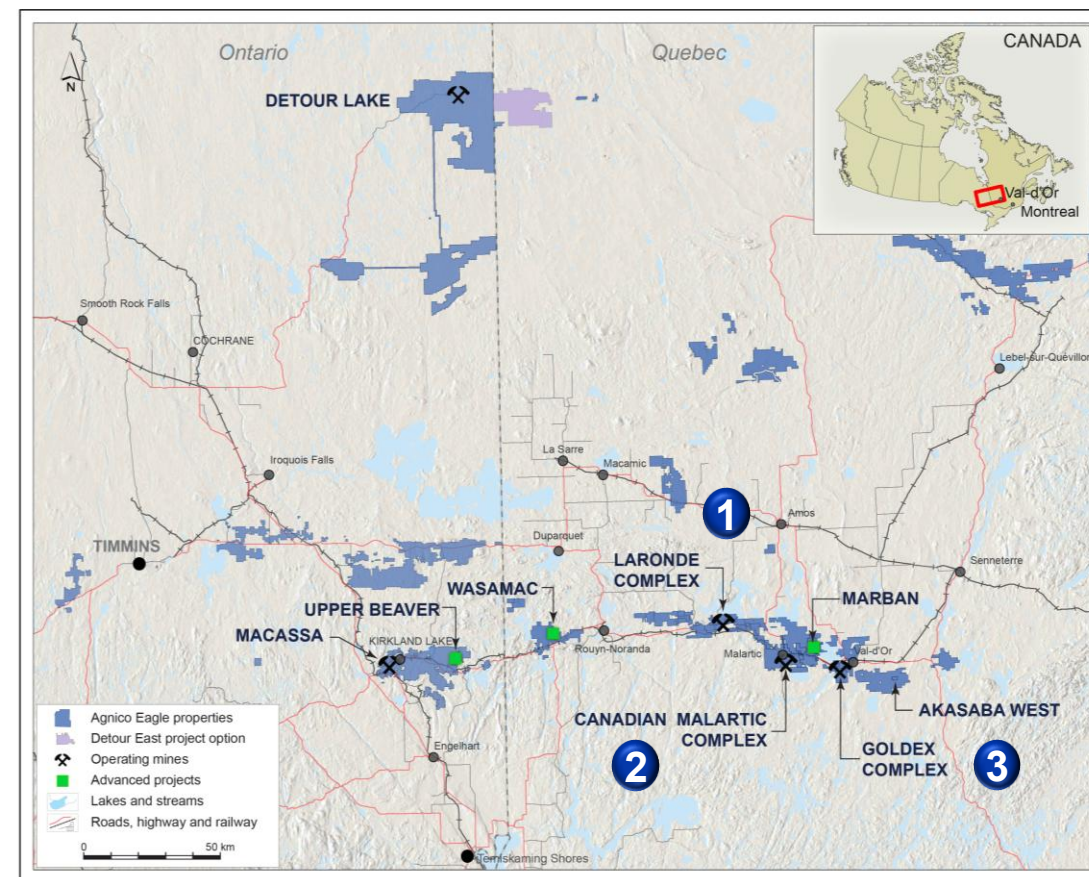 Ontario
Quebec
CANADA
Val-d'Or
Montreal
N
DETOUR LAKE
Smooth Rock Falls
COCHRANE
Lebel-sur-Quévillon
Iroquois Falls
La Sarre
Macamic
1
Amos
TIMMINS
Duparquet
LARONDE
COMPLEX
Senneterre
WASAMAC
MARBAN
UPPER BEAVER
MACASSA
KIRKLAND LAKE
Rouyn-Noranda
Malartic
Val-d'Or
CANADIAN MALARTIC
COMPLEX
AKASABA WEST
GOLDEX
COMPLEX
2
3
Engelhart
Temiskaming Shores
Agnico Eagle properties
Detour East project option
Operating mines
Advanced projects
Lakes and streams
Roads, highway and railway
0 50 km